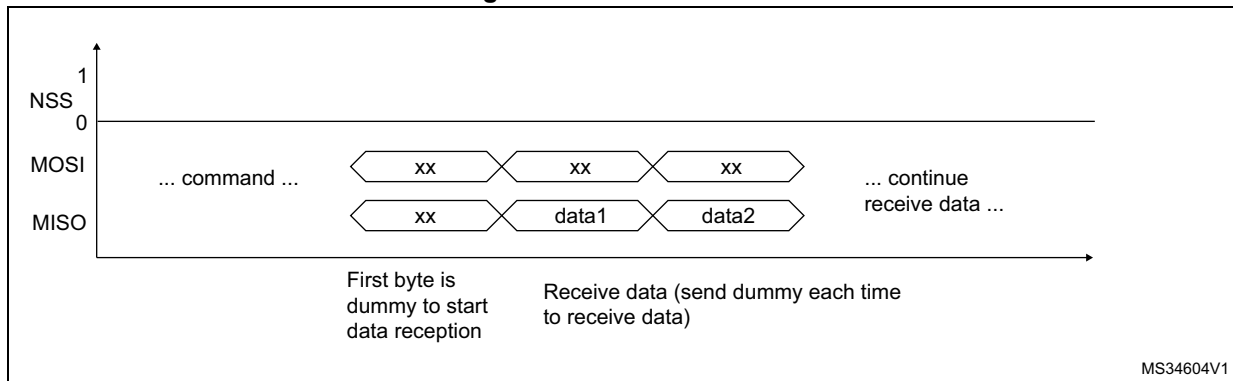 1
NSS
0
MOSI
... command ...
xx
xx
xx
... continue
receive data ...
MISO
xx
data1
data2
First byte is
dummy to start
data reception
Receive data (send dummy each time
to receive data)
MS34604V1